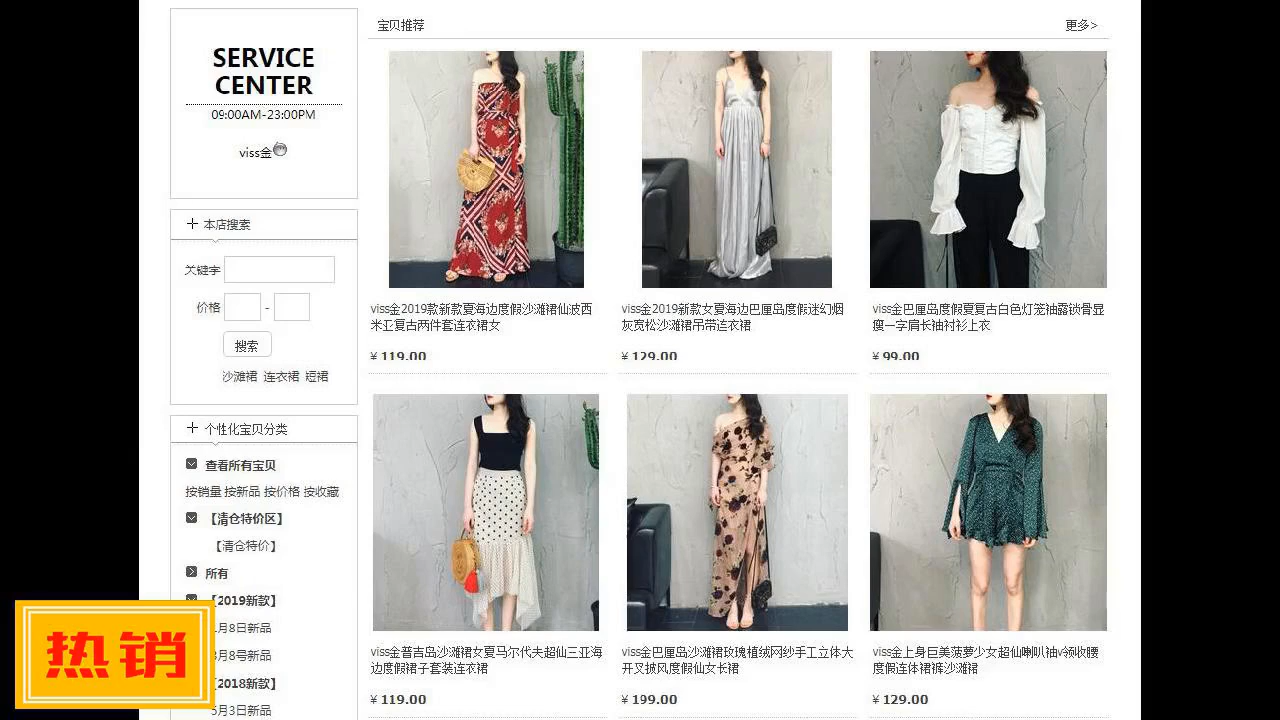 SERVICE
CENTER
09:00AM-23:00PM
viss金
本店搜索
关键字
价格 -
搜索
沙滩裙 连衣裙 短裙
个性化宝贝分类
查看所有宝贝
按销量 按新品 按价格 按收藏
【清仓特价区】
【清仓特价】
所有
【2019新款】
月8日新品
月8号新品
【2018新款】
5月3日新品
热销
宝贝推荐
更多>
viss金2019款新款夏海边度假沙滩裙仙波西
米亚复古两件套连衣裙女
¥ 119.00
viss金2019新款女夏海边巴厘岛度假迷幻烟
灰宽松沙滩裙吊带连衣裙
¥ 129.00
viss金巴厘岛度假夏复古白色灯笼袖露锁骨显
瘦一字肩长袖衬衫上衣
¥ 99.00
viss金普吉岛沙滩裙女夏马尔代夫超仙三亚海
边度假裙子套装连衣裙
¥ 119.00
viss金巴厘岛沙滩裙玫瑰植绒网纱手工立体大
开叉披风度假仙女长裙
¥ 199.00
viss金上身巨美菠萝少女超仙喇叭袖v领收腰
度假连体裙裤沙滩裙
¥ 129.00